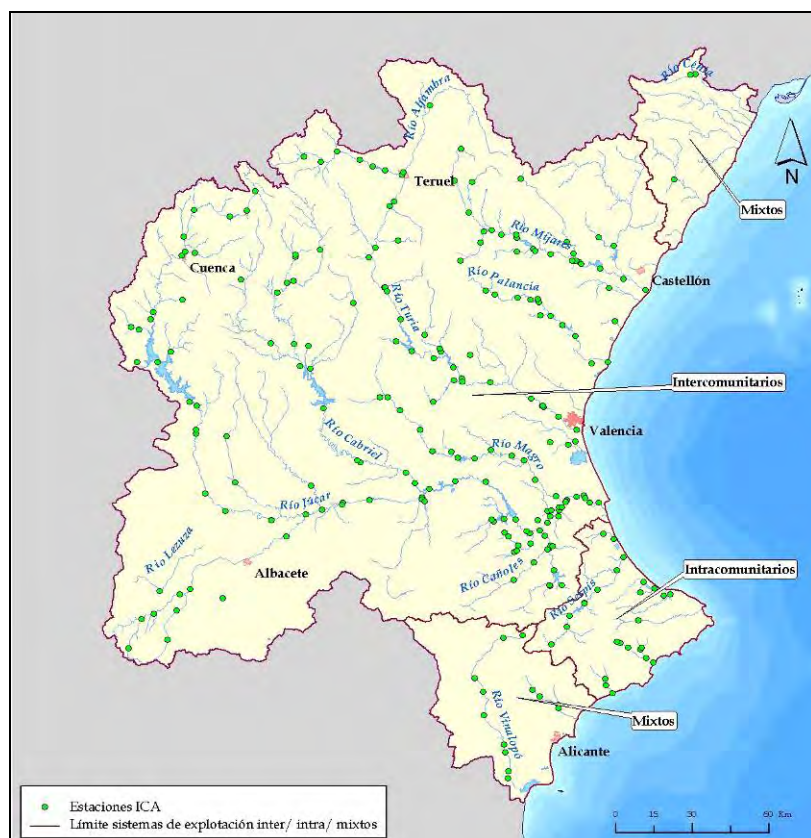 Río Cénia
Río Alfambra
N
Teruel
Mixtos
Río Mijares
Cuenca
Río Palancia
Castellón
Río Turia
Intercomunitarios
Valencia
Río Cabriel
Río Magro
Río Júcar
Río Lezuza
Albacete
Río Cañoles
Intracomunitarios
Río Serpis
Río Vinalopó
Mixtos
Alicante
Estaciones ICA
Límite sistemas de explotación inter/ intra/ mixtos
0 15 30 60 Km